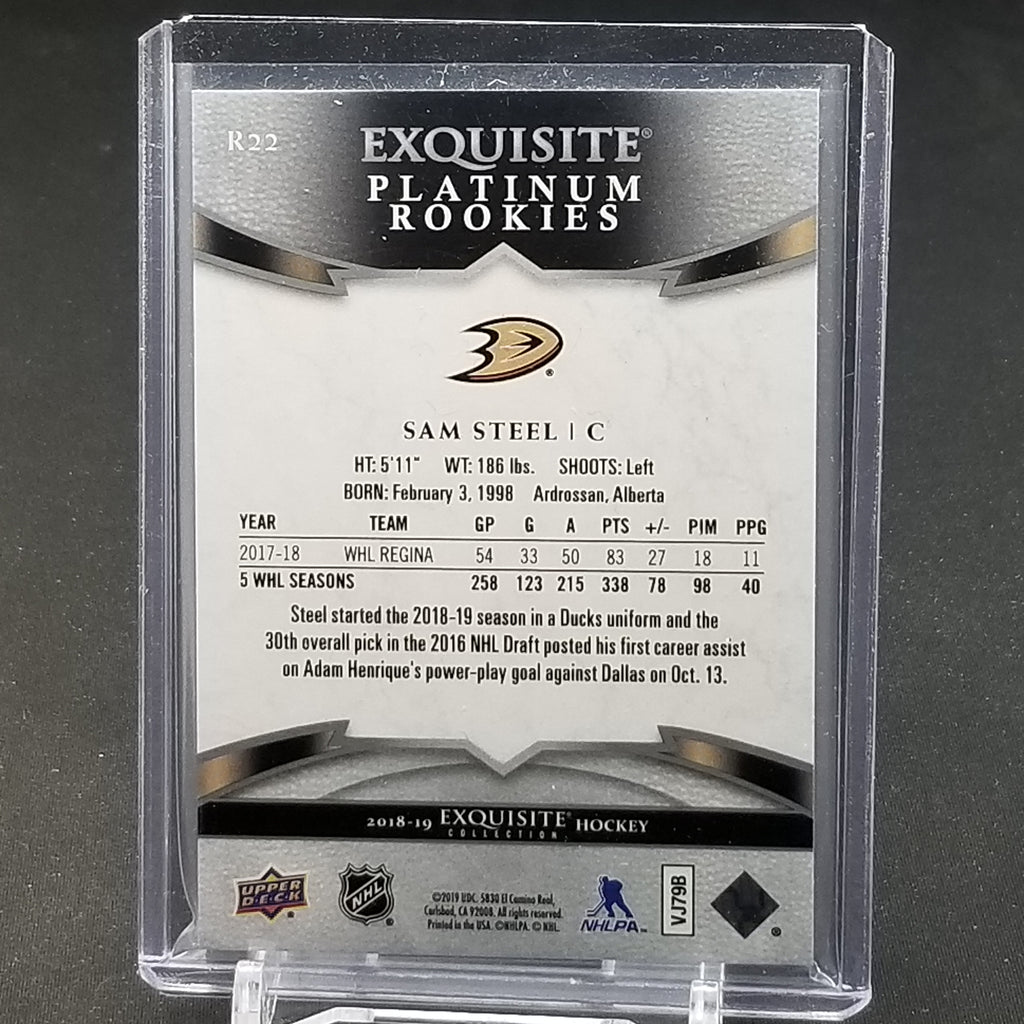 R22
EXQUISITE®
PLATINUM
ROOKIES
®
SAM STEEL | C
HT: 5'11" WT: 186 lbs. SHOOTS: Left
BORN: February 3, 1998 Ardrossan, Alberta
YEAR TEAM GP G A PTS +/- PIM PPG
2017-18 WHL REGINA 54 33 50 83 27 18 11
5 WHL SEASONS 258 123 215 338 78 98 40
Steel started the 2018-19 season in a Ducks uniform and the
30th overall pick in the 2016 NHL Draft posted his first career assist
on Adam Henrique's power-play goal against Dallas on Oct. 13.
2018-19 EXQUISITE® HOCKEY
COLLECTION
UPPER
DECK
®
NHL
®
©2019 UDC. 5830 El Camino Real,
Carlsbad, CA 92008. All rights reserved.
Printed in the USA. ©NHLPA. © NHL.
NHLPA™
VJ79B
®